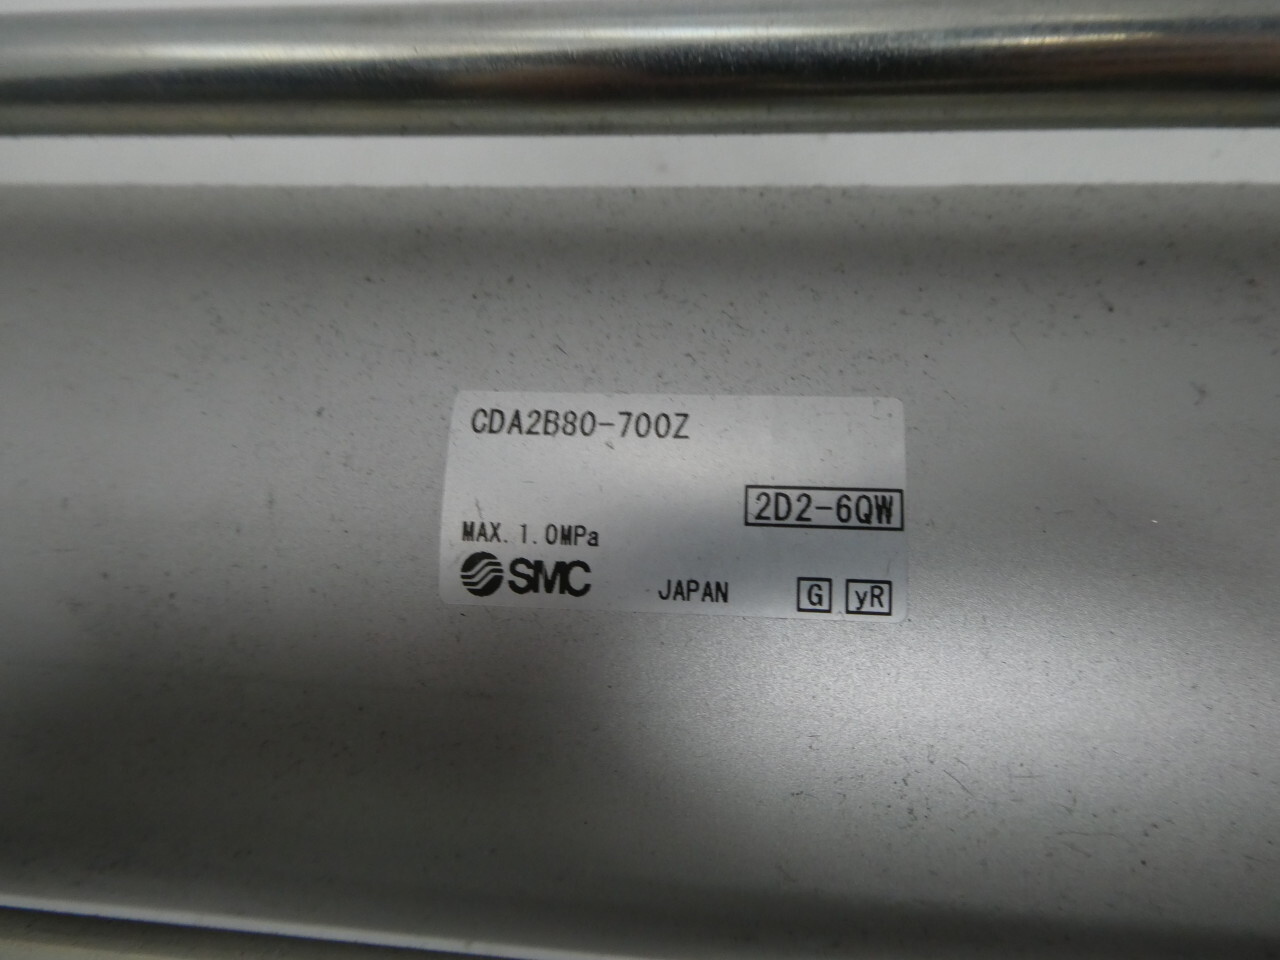 CDA2B80-700Z
2D2-6QW
MAX. 1.0MPa
SMC JAPAN G yR